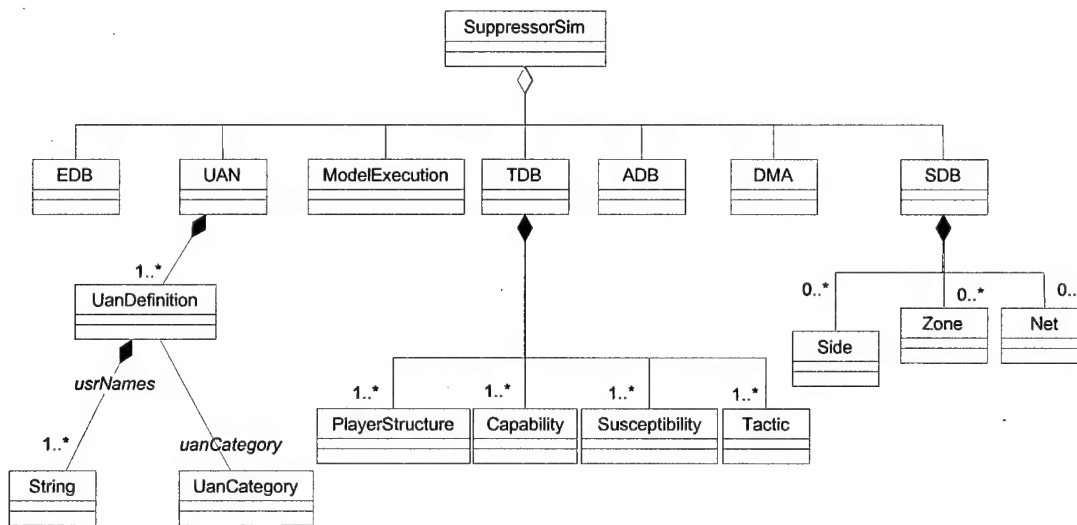 SuppressorSim
EDB
UAN
ModelExecution
TDB
ADB
DMA
SDB
1..*
UanDefinition
0..*
0..*
0..
Side
Zone
Net
usrNames
1..*
1..*
1..*
1..*
PlayerStructure
Capability
Susceptibility
Tactic
1..*
uanCategory
String
UanCategory